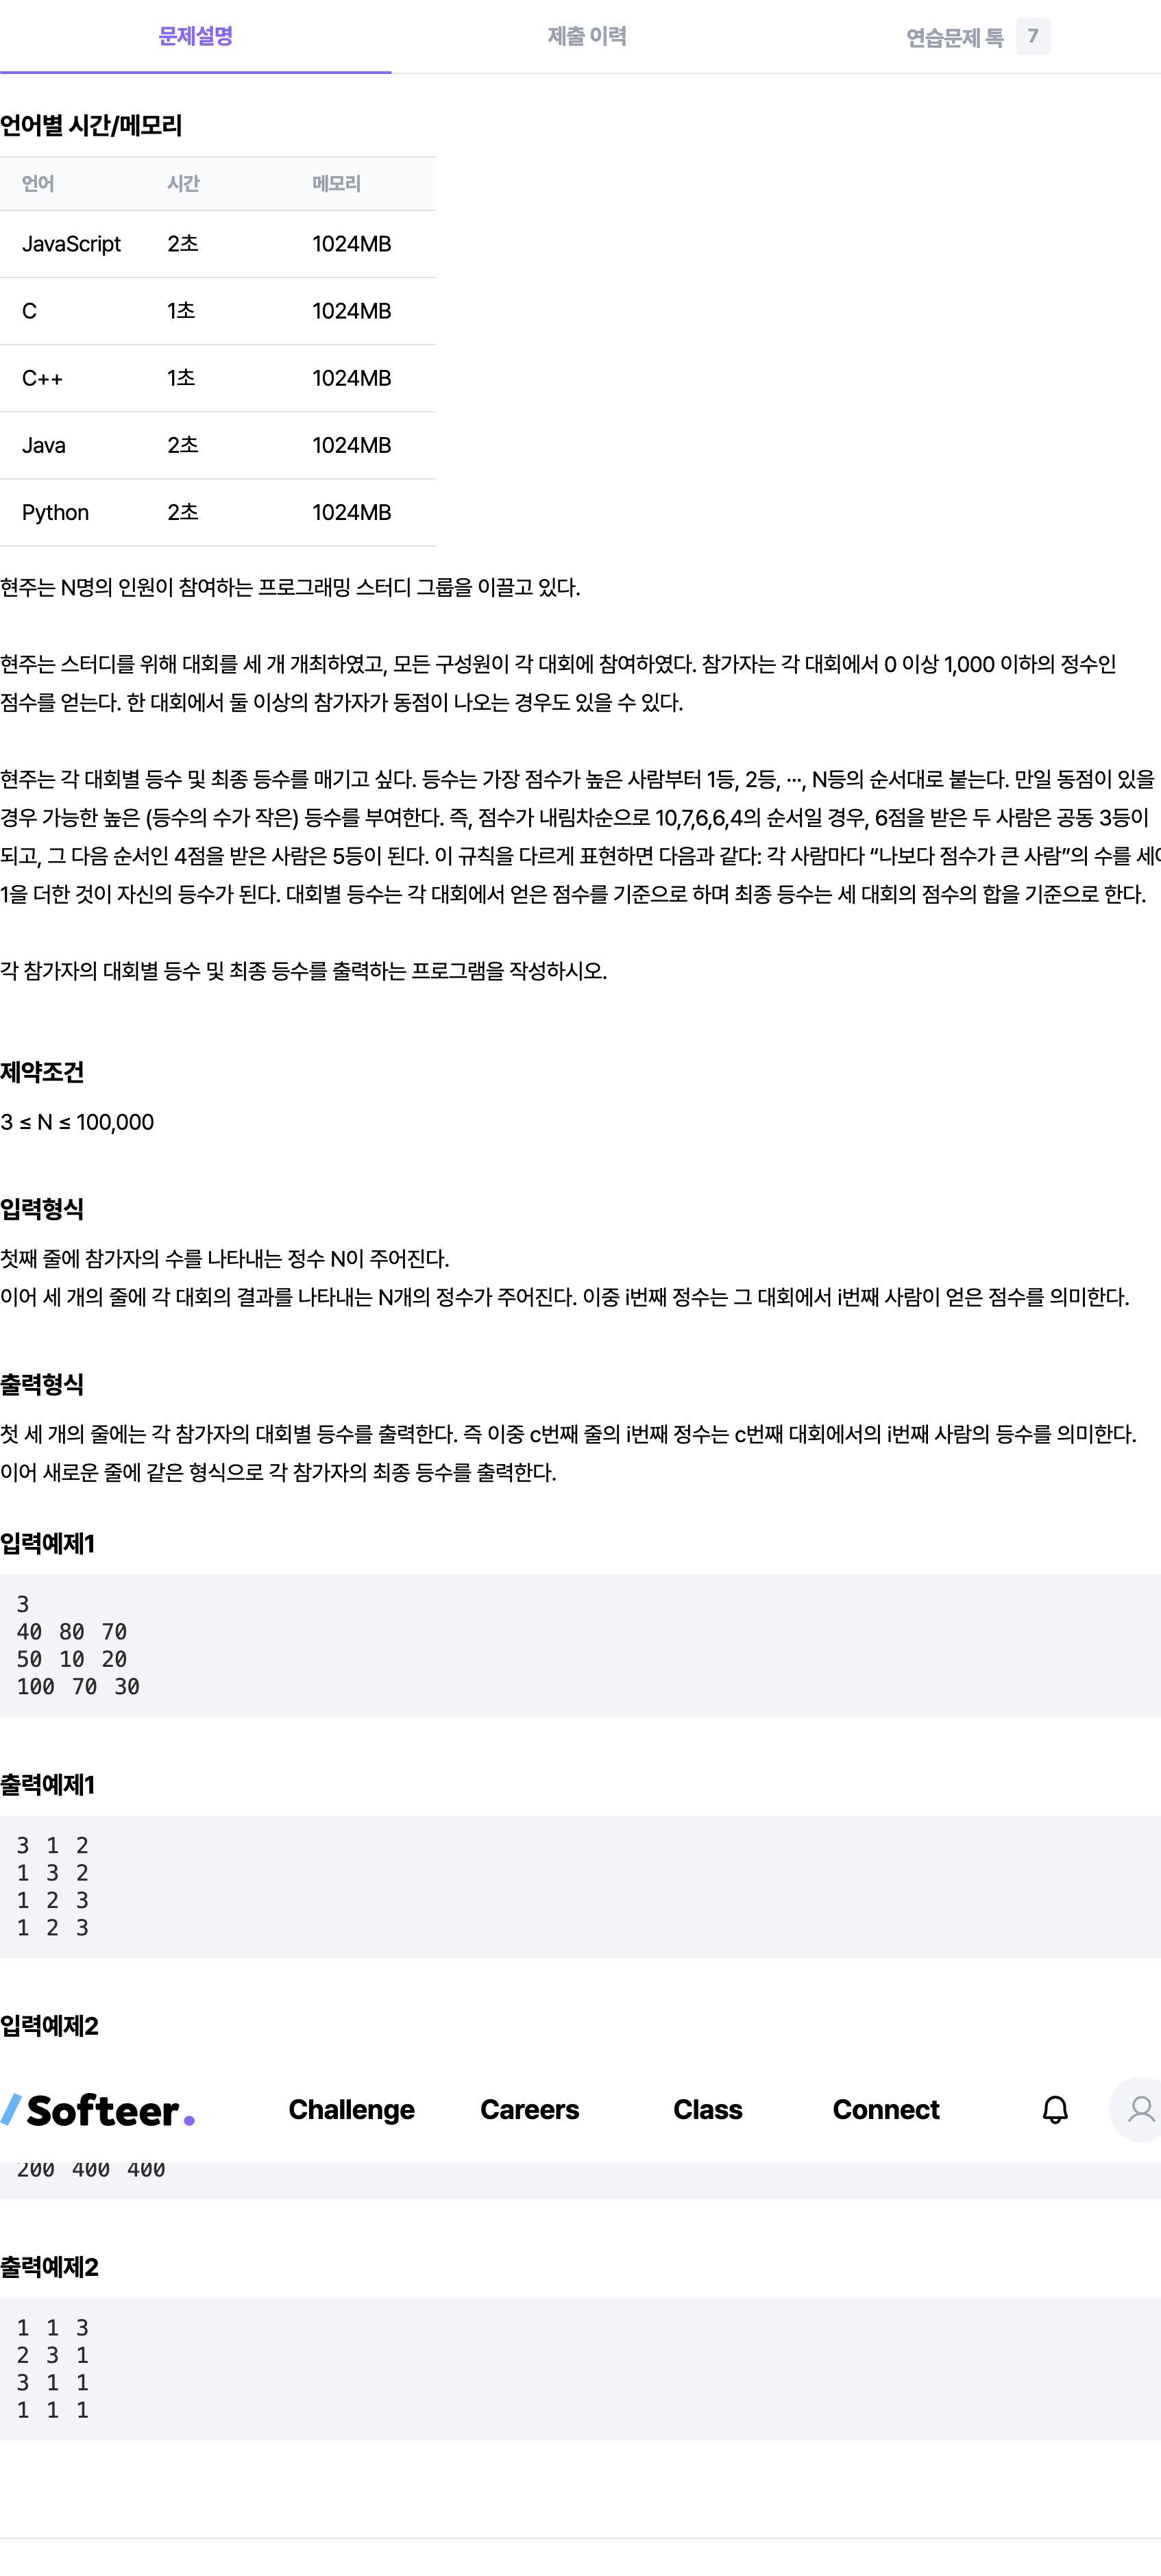 문제설명
제출 이력
연습문제 톡 7
언어별 시간/메모리
언어 시간 메모리
JavaScript 2초 1024MB
C 1초 1024MB
C++ 1초 1024MB
Java 2초 1024MB
Python 2초 1024MB
현주는 N명의 인원이 참여하는 프로그래밍 스터디 그룹을 이끌고 있다.
현주는 스터디를 위해 대회를 세 개 개최하였고, 모든 구성원이 각 대회에 참여하였다. 참가자는 각 대회에서 0 이상 1,000 이하의 정수인
점수를 얻는다. 한 대회에서 둘 이상의 참가자가 동점이 나오는 경우도 있을 수 있다.
현주는 각 대회별 등수 및 최종 등수를 매기고 싶다. 등수는 가장 점수가 높은 사람부터 1등, 2등, ···, N등의 순서대로 붙는다. 만일 동점이 있을
경우 가능한 높은 (등수의 수가 작은) 등수를 부여한다. 즉, 점수가 내림차순으로 10,7,6,6,4의 순서일 경우, 6점을 받은 두 사람은 공동 3등이
되고, 그 다음 순서인 4점을 받은 사람은 5등이 된다. 이 규칙을 다르게 표현하면 다음과 같다: 각 사람마다 “나보다 점수가 큰 사람”의 수를
1을 더한 것이 자신의 등수가 된다. 대회별 등수는 각 대회에서 얻은 점수를 기준으로 하며 최종 등수는 세 대회의 점수의 합을 기준으로 한다.
각 참가자의 대회별 등수 및 최종 등수를 출력하는 프로그램을 작성하시오.
제약조건
3 ≤ N ≤ 100,000
입력형식
첫째 줄에 참가자의 수를 나타내는 정수 N이 주어진다.
이어 세 개의 줄에 각 대회의 결과를 나타내는 N개의 정수가 주어진다. 이중 i번째 정수는 그 대회에서 i번째 사람이 얻은 점수를 의미한다.
출력형식
첫 세 개의 줄에는 각 참가자의 대회별 등수를 출력한다. 즉 이중 c번째 줄의 i번째 정수는 c번째 대회에서의 i번째 사람의 등수를 의미한다.
이어 새로운 줄에 같은 형식으로 각 참가자의 최종 등수를 출력한다.
입력예제1
3
40 80 70
50 10 20
100 70 30
출력예제1
3 1 2
1 3 2
1 2 3
1 2 3
입력예제2
Softeer.
Challenge
Careers
Class
Connect
200 400 400
출력예제2
1 1 3
2 3 1
3 1 1
1 1 1